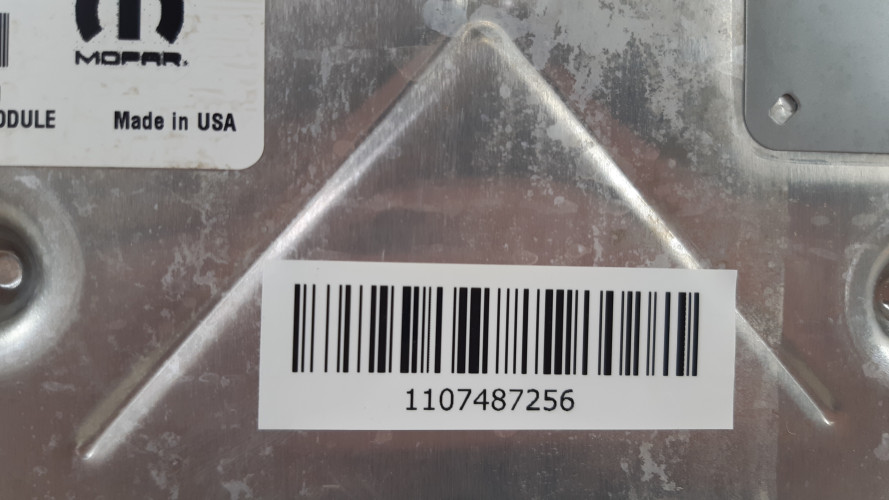 MOPAR®
ODULE Made in USA
1107487256